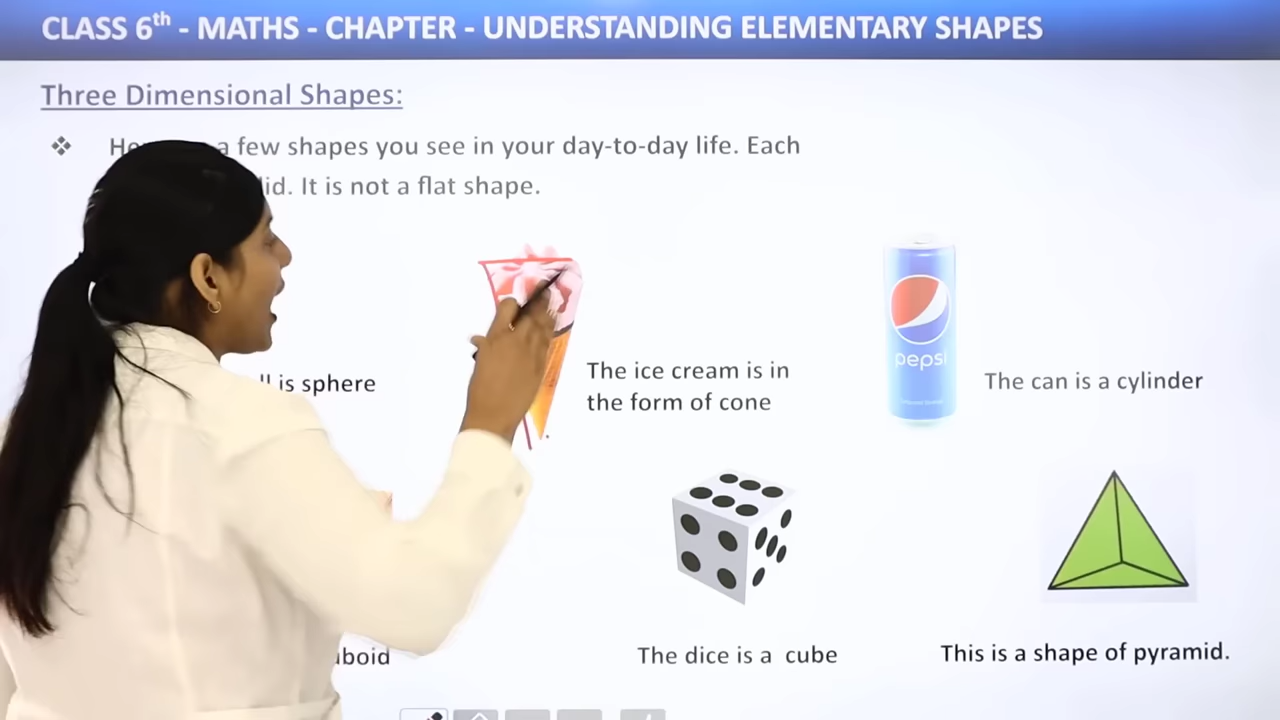 CLASS 6th - MATHS - CHAPTER - UNDERSTANDING ELEMENTARY SHAPES
Three Dimensional Shapes:
a few shapes you see in your day-to-day life. Each
It is not a flat shape.
is sphere
The ice cream is in
the form of cone
pepsi
The can is a cylinder
The dice is a cube
This is a shape of pyramid.